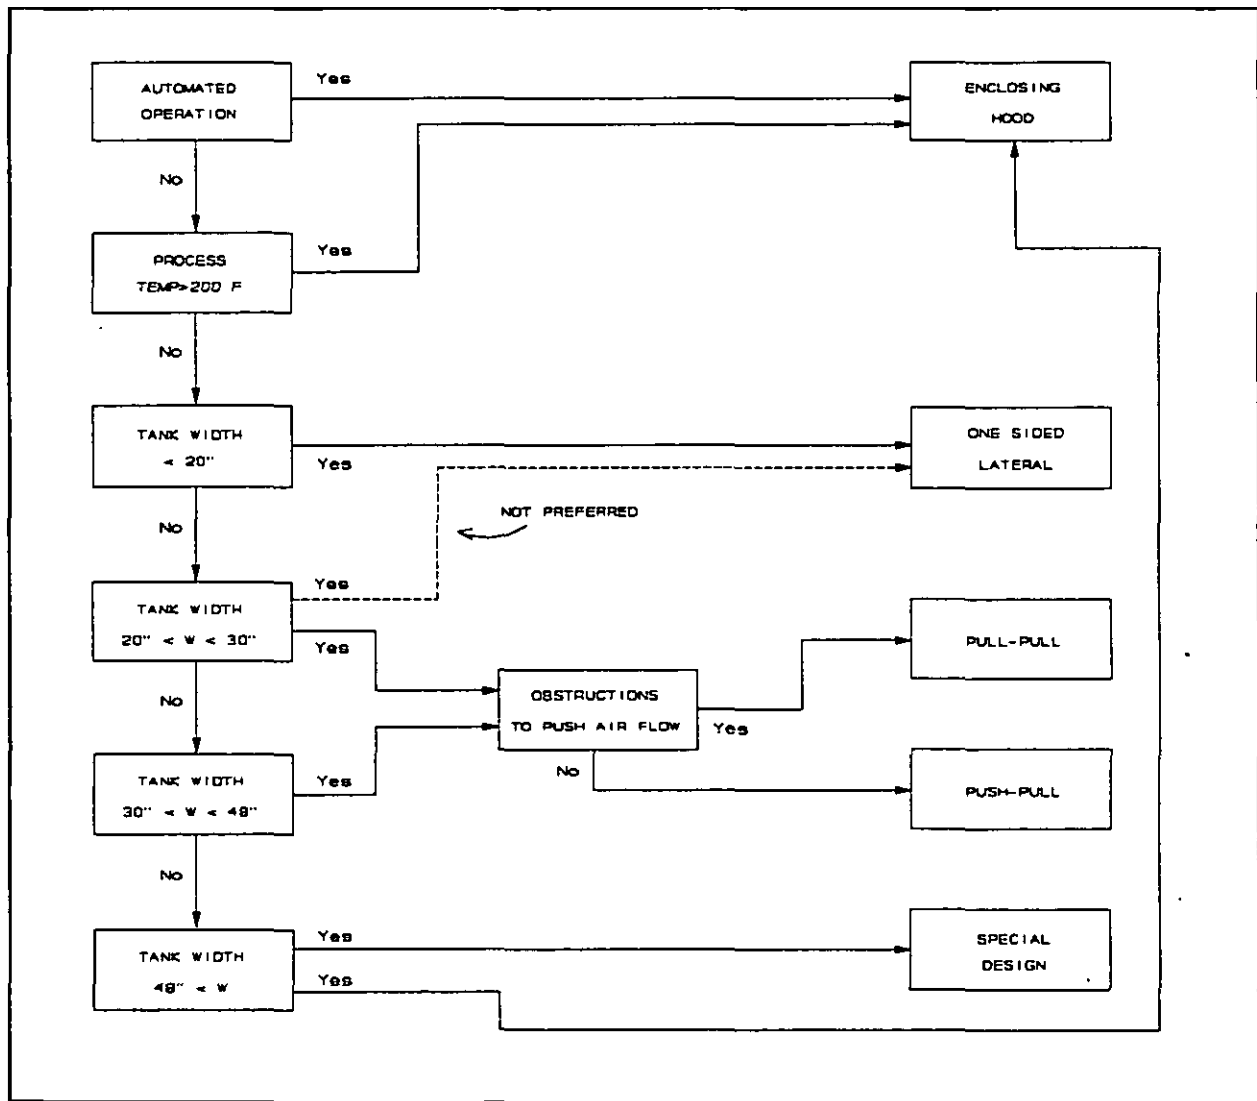 AUTOMATED
OPERATION
Yes
ENCLOSING
HOOD
No
PROCESS
TEMP>200 F
Yes
No
TANK WIDTH
< 20"
Yes
ONE SIDED
LATERAL
No
NOT PREFERRED
TANK WIDTH
20" < W < 30"
Yes
Yes
OBSTRUCTIONS
TO PUSH AIR FLOW
Yes
No
PULL-PULL
No
TANK WIDTH
30" < W < 48"
Yes
PUSH-PULL
No
TANK WIDTH
48" < W
Yes
Yes
SPECIAL
DESIGN